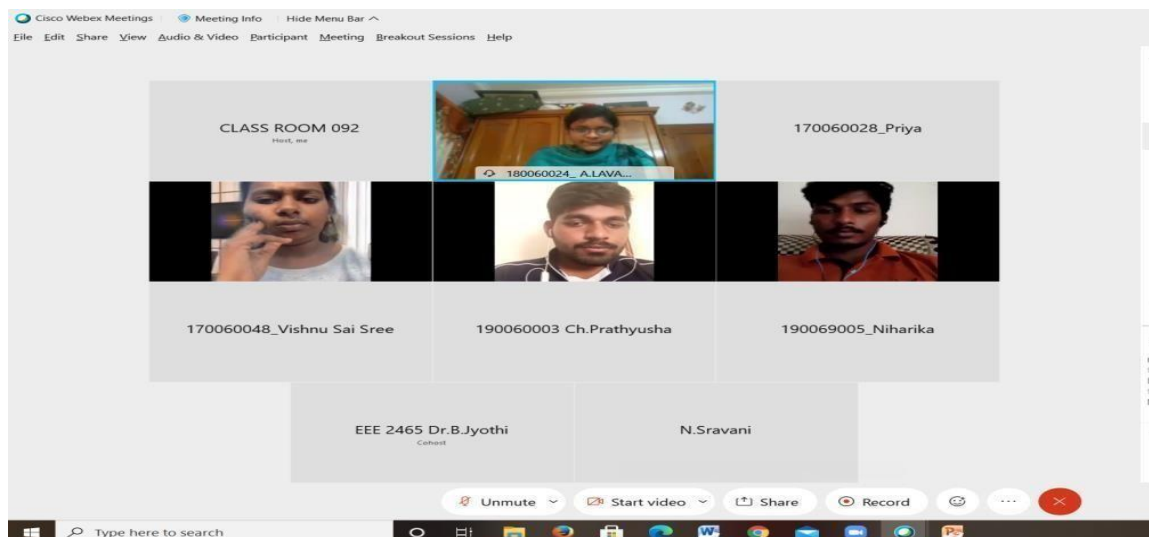 Cisco Webex Meetings Meeting Info Hide Menu Bar
File Edit Share View Audio & Video Participant Meeting Breakout Sessions Help
CLASS ROOM 092
Host, me
180060024_ A.LAVA...
170060028_Priya
170060048_Vishnu Sai Sree
190060003 Ch.Prathyusha
190069005_Niharika
EEE 2465 Dr.B.Jyothi
Cohost
N.Sravani
Unmute Start video Share Record
Type here to search